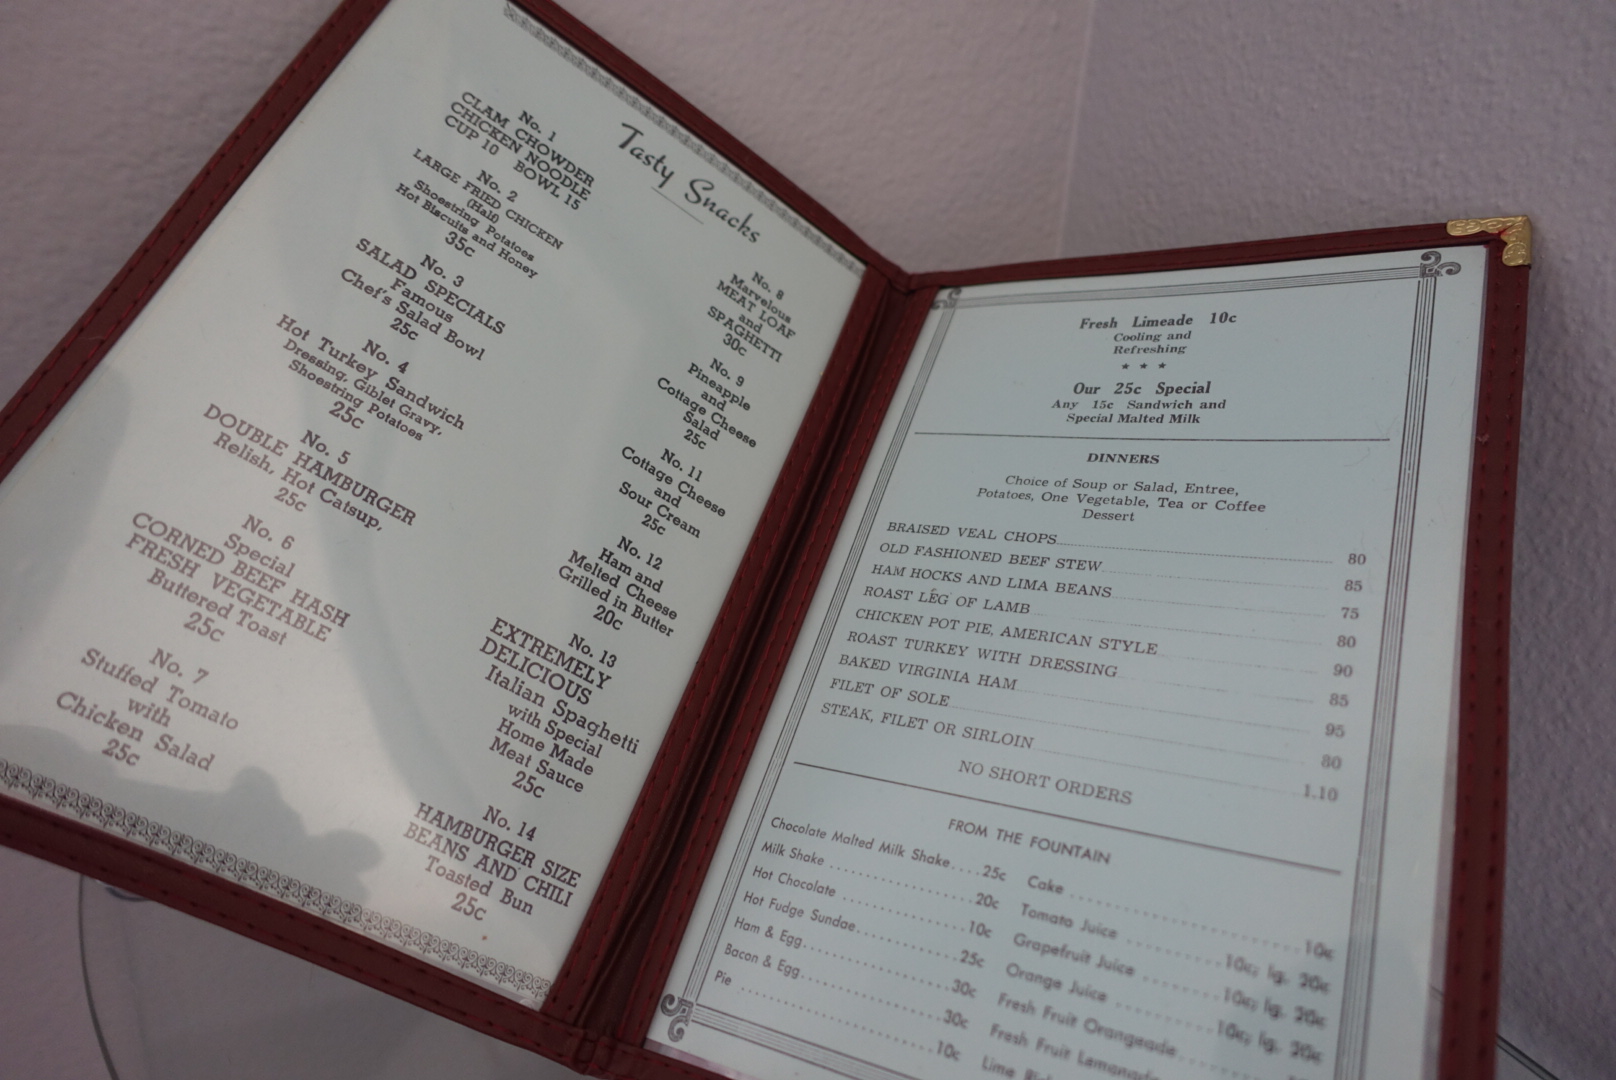 Tasty Snacks
No. 1
CLAM CHOWDER
CHICKEN NOODLE
CUP 10 BOWL 15
No. 2
LARGE FRIED CHICKEN
(Half)
Shoestring Potatoes
Hot Biscuits and Honey
35c
No. 3
SALAD SPECIALS
Famous
Chef's Salad Bowl
25c
No. 4
Hot Turkey Sandwich
Dressing, Giblet Gravy,
Shoestring Potatoes
25c
No. 5
DOUBLE HAMBURGER
Relish, Hot Catsup,
25c
No. 6
Special
CORNED BEEF HASH
FRESH VEGETABLE
Buttered Toast
25c
No. 7
Stuffed Tomato
with
Chicken Salad
25c
No. 8
Marvelous
MEAT LOAF
and
SPAGHETTI
30c
No. 9
Pineapple
and
Cottage Cheese
Salad
25c
No. 11
Cottage Cheese
and
Sour Cream
25c
No. 12
Ham and
Melted Cheese
Grilled in Butter
20c
No. 13
EXTREMELY
DELICIOUS
Italian Spaghetti
with Special
Home Made
Meat Sauce
25c
No. 14
HAMBURGER SIZE
BEANS AND CHILI
Toasted Bun
25c
Fresh Limeade 10c
Cooling and
Refreshing
* * *
Our 25c Special
Any 15c Sandwich and
Special Malted Milk
DINNERS
Choice of Soup or Salad, Entree,
Potatoes, One Vegetable, Tea or Coffee
Dessert
BRAISED VEAL CHOPS 80
OLD FASHIONED BEEF STEW 85
HAM HOCKS AND LIMA BEANS 75
ROAST LEG OF LAMB 80
CHICKEN POT PIE, AMERICAN STYLE 90
ROAST TURKEY WITH DRESSING 85
BAKED VIRGINIA HAM 95
FILET OF SOLE 80
STEAK, FILET OR SIRLOIN 1.10
NO SHORT ORDERS
FROM THE FOUNTAIN
Chocolate Malted Milk Shake....25c
Milk Shake 20c
Hot Chocolate 10c
Hot Fudge Sundae 25c
Ham & Egg 30c
Bacon & Egg 30c
Pie 10c
Cake 10c
Tomato Juice 10c; lg. 20c
Grapefruit Juice 10c; lg. 20c
Orange Juice 10c; lg. 20c
Fresh Fruit Orangeade
Fresh Fruit Lemonade
Lime